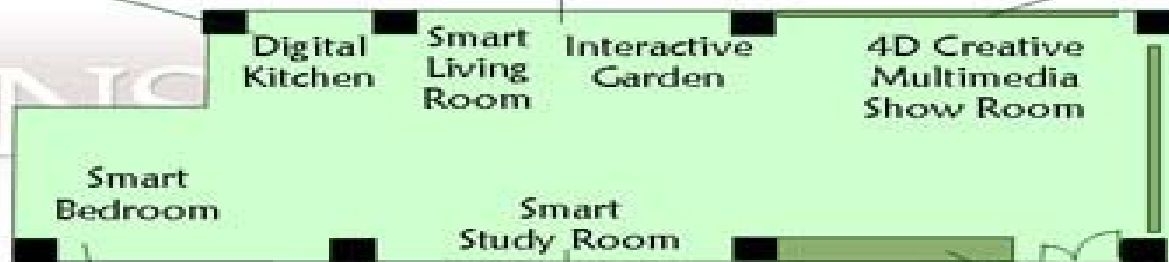 Digital
Kitchen
Smart
Living
Room
Interactive
Garden
4D Creative
Multimedia
Show Room
Smart
Bedroom
Smart
Study Room